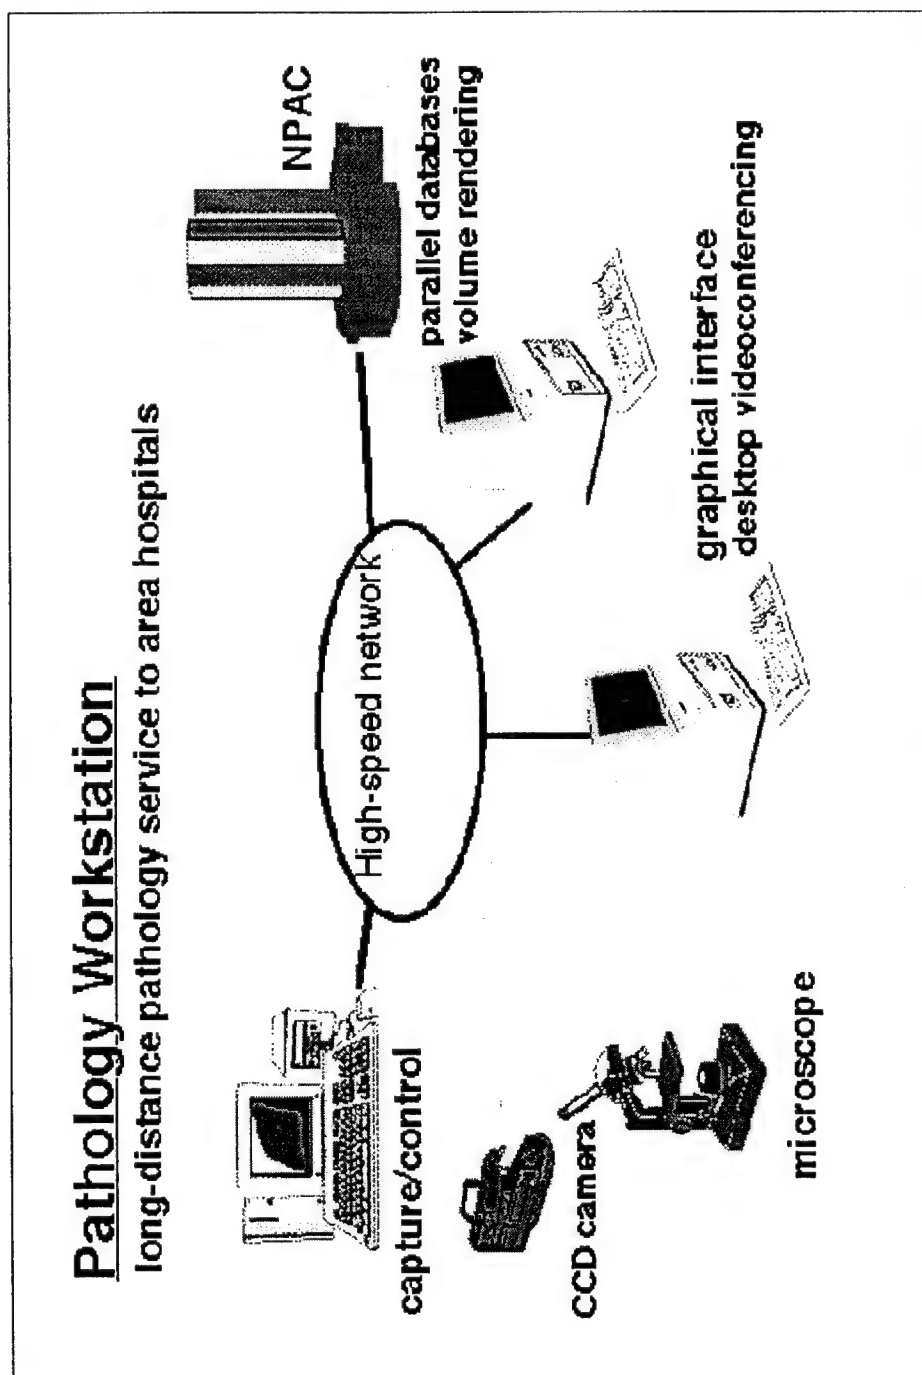 Pathology Workstation
long-distance pathology service to area hospitals
NPAC
parallel databases
volume rendering
High-speed network
capture/control
CCD camera
microscope
graphical interface
desktop videoconferencing